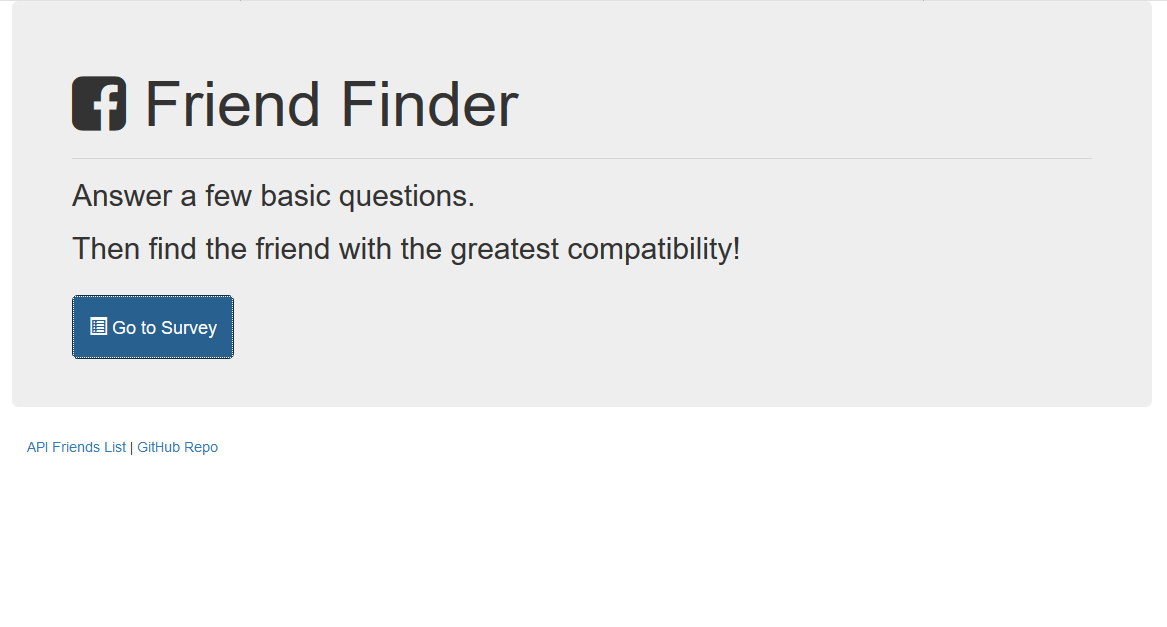 Friend Finder
Answer a few basic questions.
Then find the friend with the greatest compatibility!
Go to Survey
API Friends List | GitHub Repo